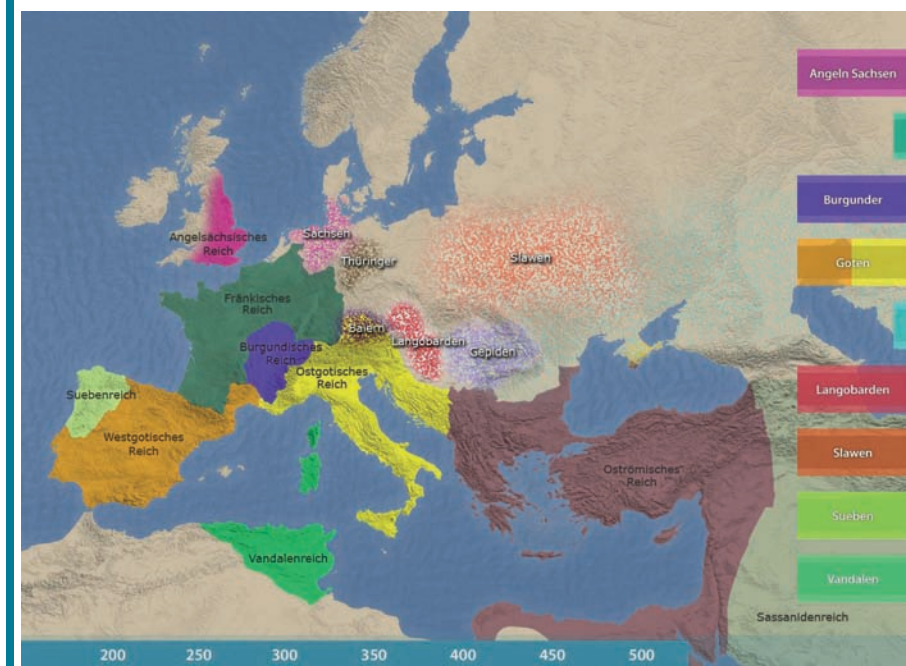 Angeln Sachsen
Burgunder
Goten
Langobarden
Slawen
Sueben
Vandalen
Angelsächsisches
Reich
Sachsen
Thüringer
Slawen
Fränkisches
Reich
Baiern
Langobarden
Gepiden
Burgundisches
Reich
Ostgotisches
Reich
Suebenreich
Westgotisches
Reich
Oströmisches
Reich
Vandalenreich
Sassanidenreich
200 250 300 350 400 450 500